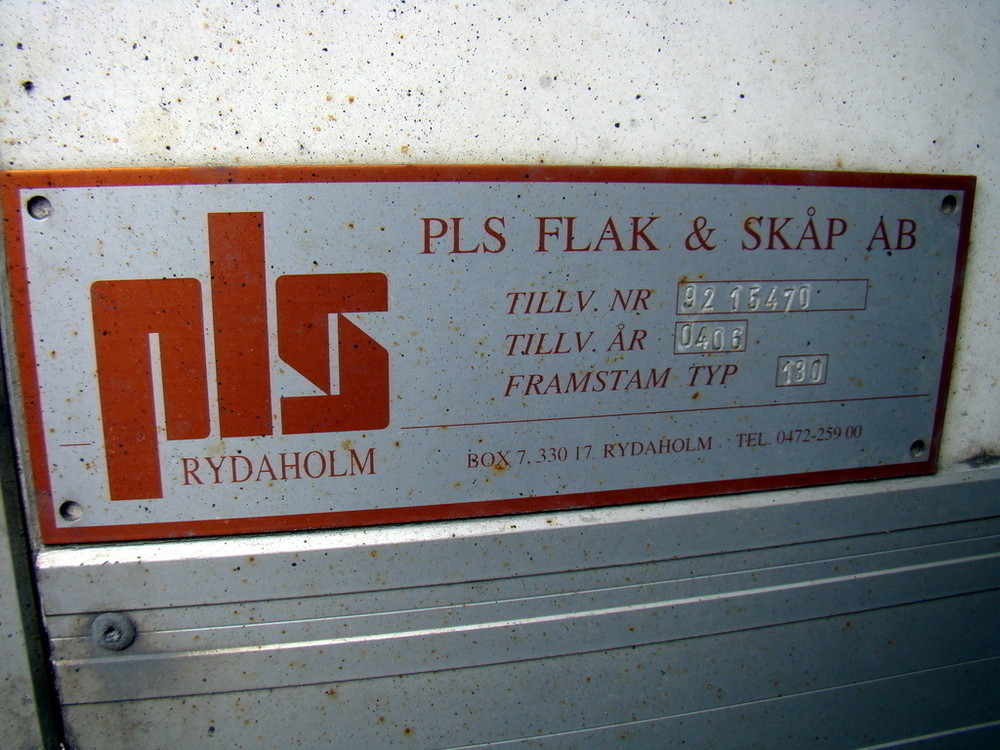 pls
RYDAHOLM
PLS FLAK & SKÅP AB
TILLV. NR 92 15470
TILLV. ÅR 0406
FRAMSTAM TYP 130
BOX 7. 330 17 RYDAHOLM TEL. 0472-259 00